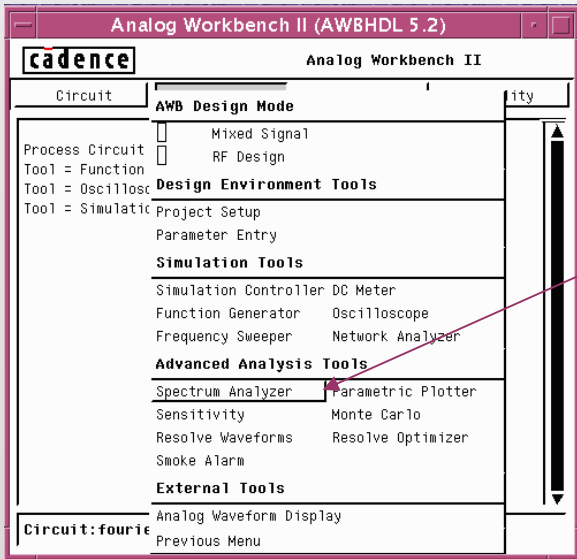 Analog Workbench II (AWBHDL 5.2)
cādence Analog Workbench II
Circuit ity
AWB Design Mode
Mixed Signal
RF Design
Process Circuit
Tool = Function
Tool = Oscillosc
Tool = Simulatic
Design Environment Tools
Project Setup
Parameter Entry
Simulation Tools
Simulation Controller DC Meter
Function Generator Oscilloscope
Frequency Sweeper Network Analyzer
Advanced Analysis Tools
Spectrum Analyzer Parametric Plotter
Sensitivity Monte Carlo
Resolve Waveforms Resolve Optimizer
Smoke Alarm
External Tools
Analog Waveform Display
Previous Menu
Circuit:fourie